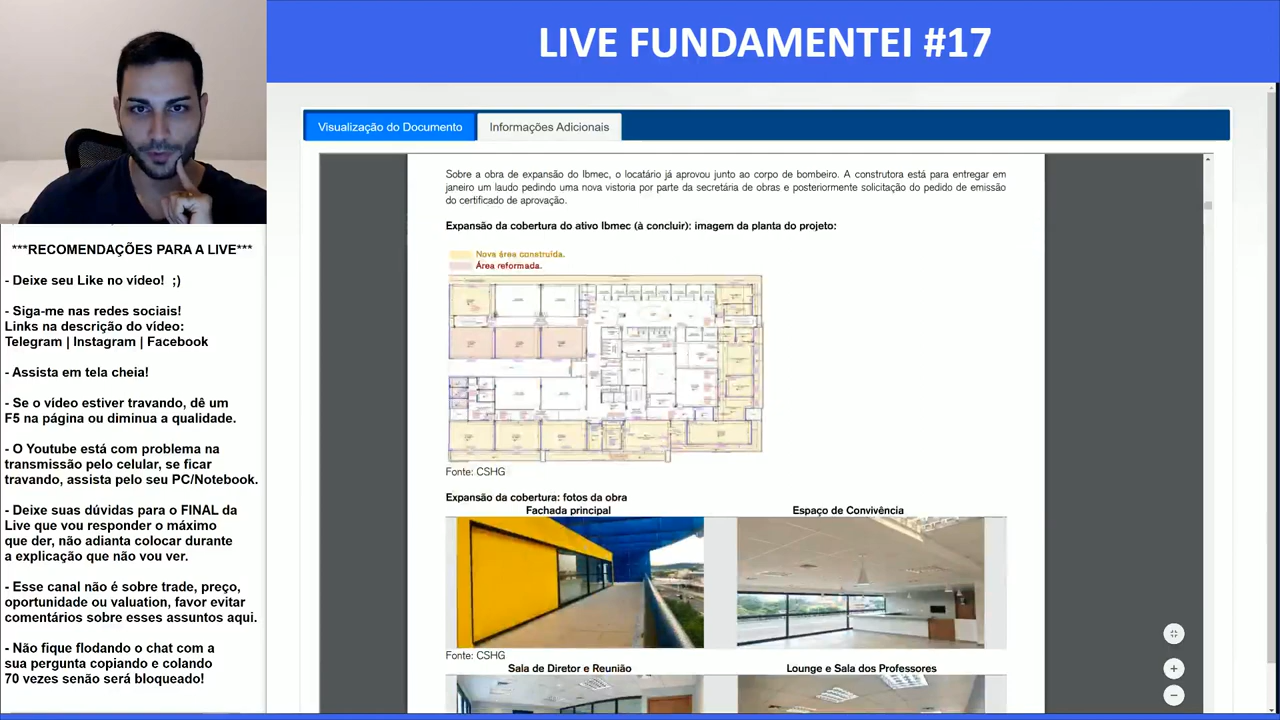 LIVE FUNDAMENTEI #17
***RECOMENDAÇÕES PARA A LIVE***
- Deixe seu Like no vídeo!  ;)
- Siga-me nas redes sociais!
Links na descrição do vídeo:
Telegram | Instagram | Facebook
- Assista em tela cheia!
- Se o vídeo estiver travando, dê um
F5 na página ou diminua a qualidade.
- O Youtube está com problema na
transmissão pelo celular, se ficar
travando, assista pelo seu PC/Notebook.
- Deixe suas dúvidas para o FINAL da
Live que vou responder o máximo
que der, não adianta colocar durante
a explicação que não vou ver.
- Esse canal não é sobre trade, preço,
oportunidade ou valuation, favor evitar
comentários sobre esses assuntos aqui.
- Não fique flodando o chat com a
sua pergunta copiando e colando
70 vezes senão será bloqueado!
Visualização do Documento
Informações Adicionais
Sobre a obra de expansão do Ibmec, o locatário já aprovou junto ao corpo de bombeiro. A construtora está para entregar em
janeiro um laudo pedindo uma nova vistoria por parte da secretária de obras e posteriormente solicitação do pedido de emissão
do certificado de aprovação.
Expansão da cobertura do ativo Ibmec (à concluir): imagem da planta do projeto:
Nova área construída.
Área reformada.
Fonte: CSHG
Expansão da cobertura: fotos da obra
Fachada principal
Espaço de Convivência
Fonte: CSHG
Sala de Diretor e Reunião
Lounge e Sala dos Professores